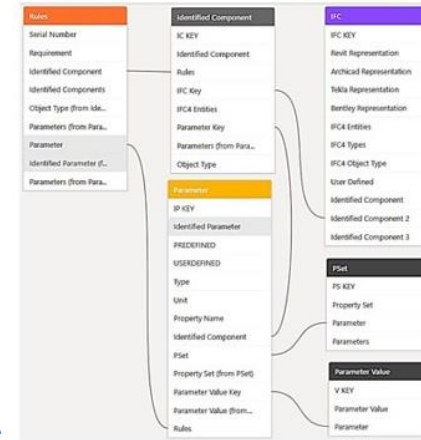 Rules
Serial Number
Requirement
Identified Component
Identified Components
Object Type (from Ide...
Parameters (from Para...
Parameter
Identified Parameter (f...
Parameters (from Para...
Identified Component
IC KEY
Identified Component
Rules
IFC Key
IFC4 Entities
Parameter Key
Parameters (from Para...
Object Type
Parameter
IP KEY
Identified Parameter
PREDEFINED
USERDEFINED
Type
Unit
Property Name
Identified Component
PSet
Property Set (from PSet)
Parameter Value Key
Parameter Value (from...
Rules
IFC
IFC KEY
Revit Representation
Archicad Representation
Tekla Representation
Bentley Representation
IFC4 Entities
IFC4 Types
IFC4 Object Type
User Defined
Identified Component
Identified Component 2
Identified Component 3
PSet
PS KEY
Property Set
Parameter
Parameters
Parameter Value
V KEY
Parameter Value
Parameter